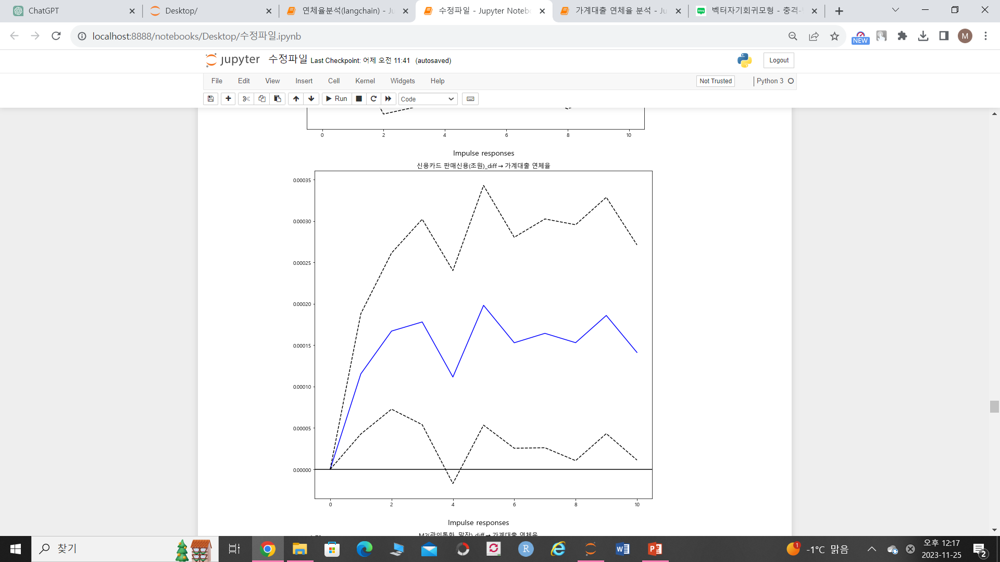 ChatGPT
Desktop/
연체율분석(langchain) - Ju
수정파일 - Jupyter Notebo
가계대출 연체율 분석 - Ju
blog
벡터자기회귀모형 - 충격-
localhost:8888/notebooks/Desktop/수정파일.ipynb
NEW
M
jupyter 수정파일 Last Checkpoint: 어제 오전 11:41 (autosaved)
Logout
File Edit View Insert Cell Kernel Widgets Help
Not Trusted
Python 3
Run
Code
0 2 4 6 8 10
Impulse responses
신용카드 판매신용(조원)_diff → 가계대출 연체율
0.00035
0.00030
0.00025
0.00020
0.00015
0.00010
0.00005
0.00000
0 2 4 6 8 10
Impulse responses
M2(광의통화, 말잔)_diff → 가계대출 연체율
찾기
R
1
-1°C 맑음
오후 12:17
2023-11-25
2